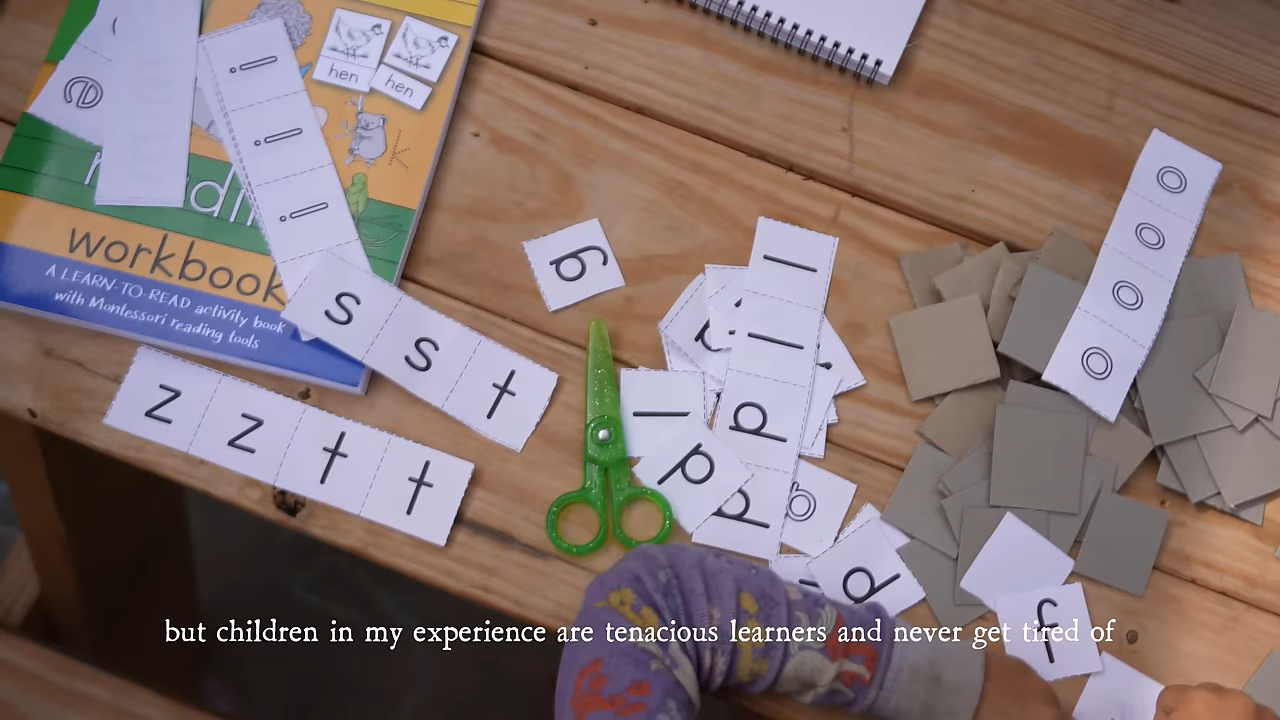 hen
hen
k
e
i
i
i
workbook
A LEARN-TO-READ activity book
with Montessori reading tools
s
s
t
z
z
t
t
g
l
l
l
p
o
o
o
o
f
but children in my experience are tenacious learners and never get tired of